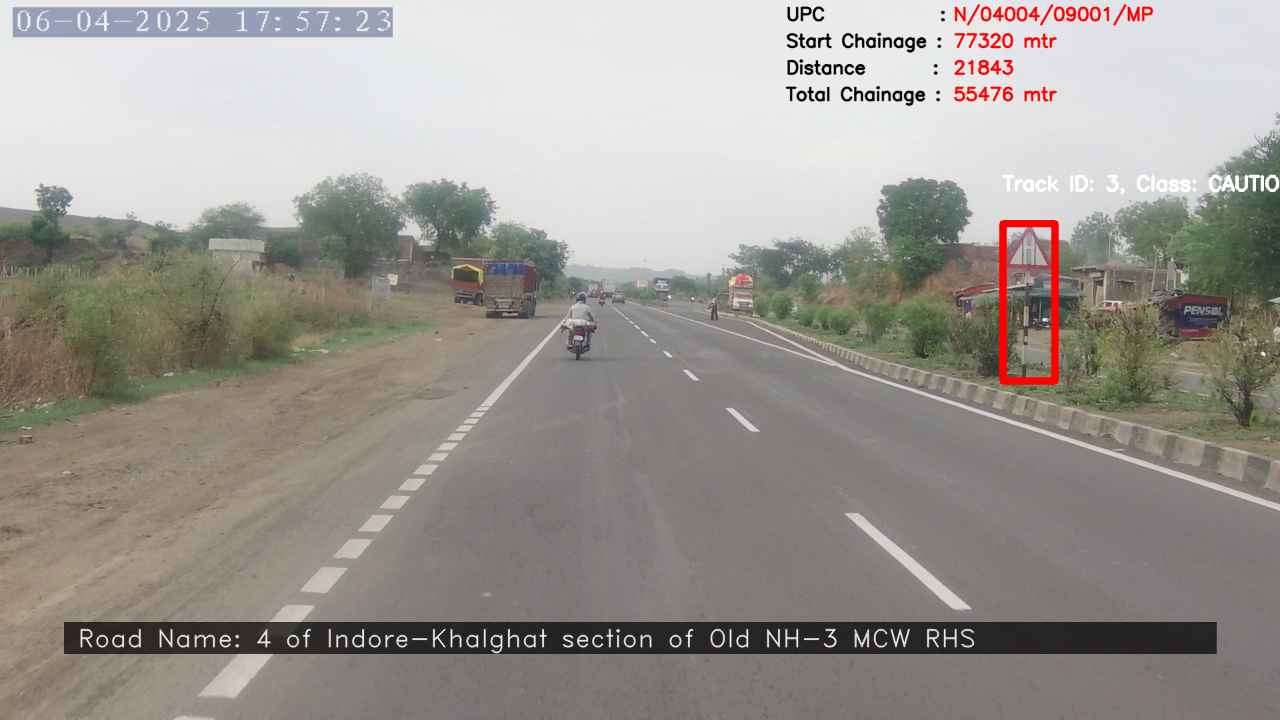 06-04-2025 17:57:23
UPC : N/04004/09001/MP
Start Chainage : 77320 mtr
Distance : 21843
Total Chainage : 55476 mtr
Track ID: 3, Class: CAUTIO
PENSOL
Road Name: 4 of Indore-Khalghat section of Old NH-3 MCW RHS